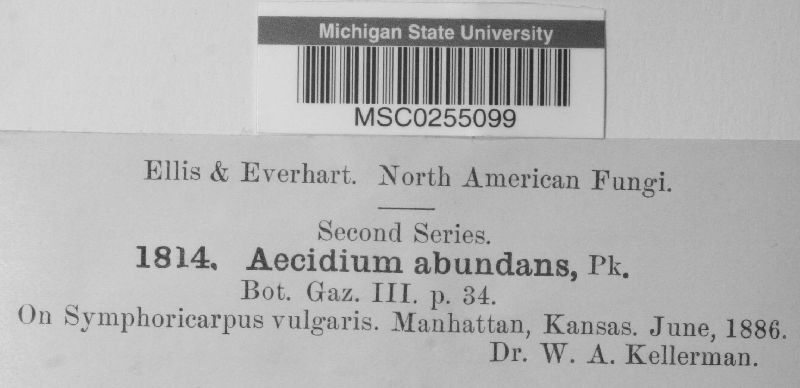 Michigan State University
MSC0255099
Ellis & Everhart. North American Fungi.
Second Series.
1814. Aecidium abundans, Pk.
Bot. Gaz. III. p. 34.
On Symphoricarpus vulgaris. Manhattan, Kansas. June, 1886.
Dr. W. A. Kellerman.